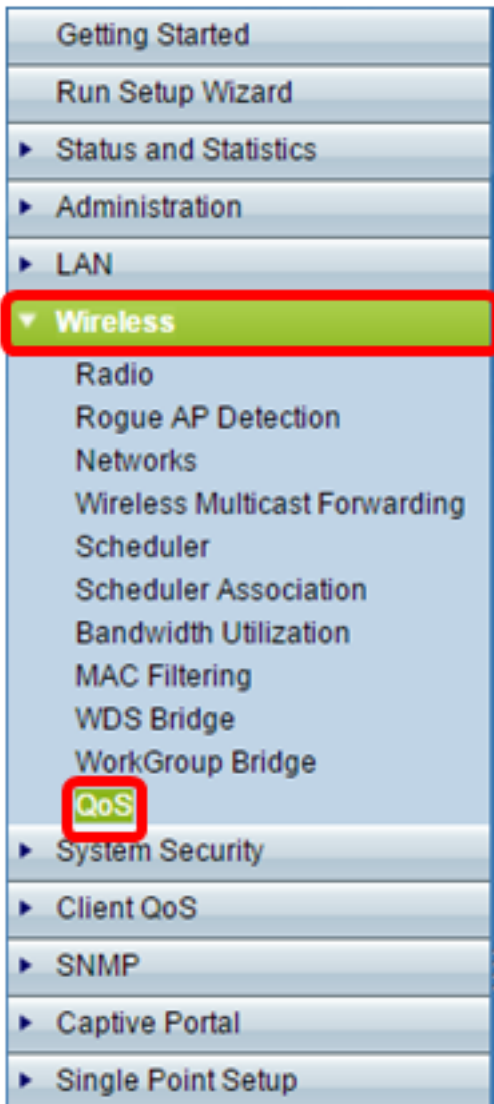 Getting Started
Run Setup Wizard
Status and Statistics
Administration
LAN
Wireless
Radio
Rogue AP Detection
Networks
Wireless Multicast Forwarding
Scheduler
Scheduler Association
Bandwidth Utilization
MAC Filtering
WDS Bridge
WorkGroup Bridge
QoS
System Security
Client QoS
SNMP
Captive Portal
Single Point Setup